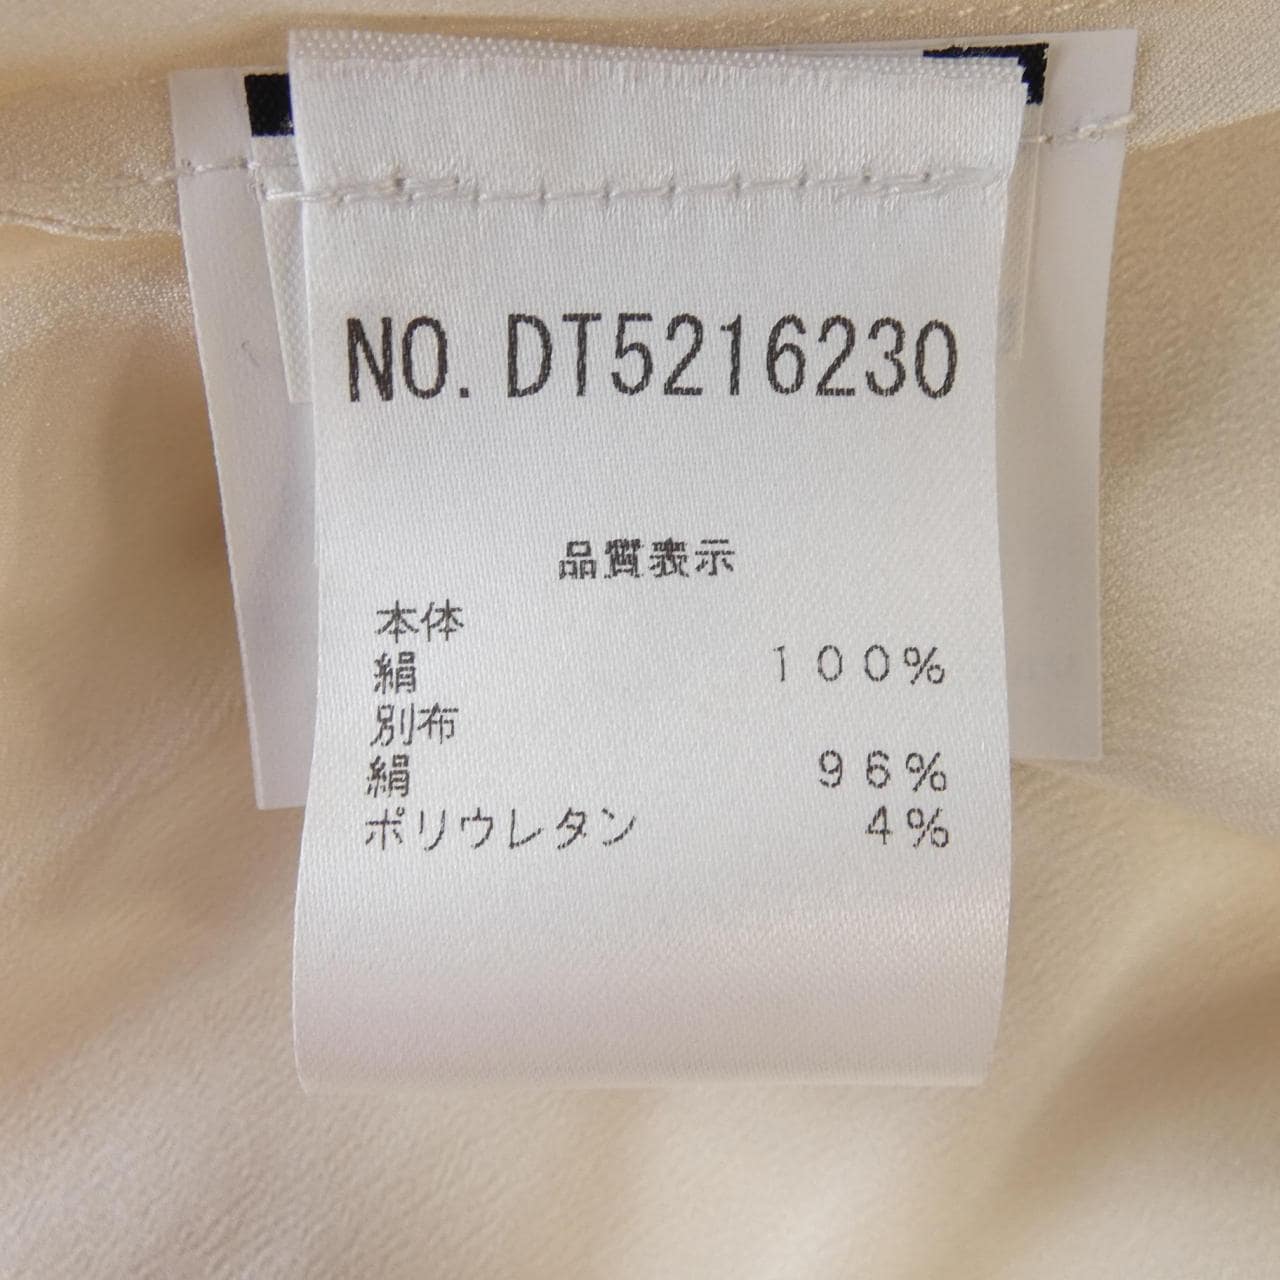 NO. DT5216230
品質表示
本体
絹 100%
別布
絹 96%
ポリウレタン 4%